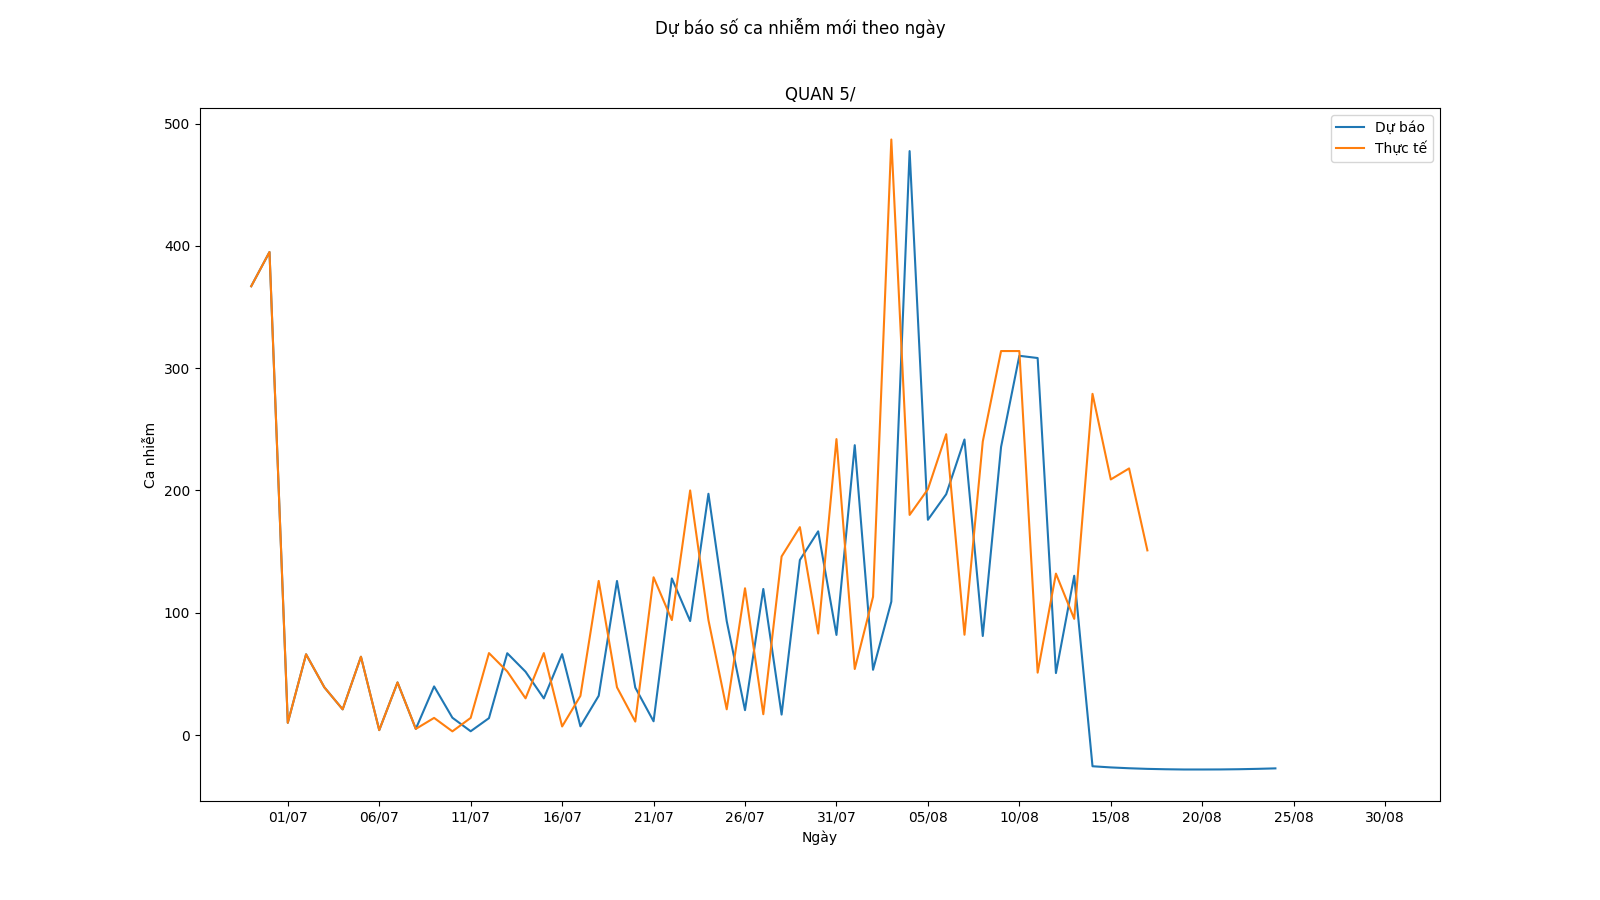 Dự báo số ca nhiễm mới theo ngày
QUAN 5/
Dự báo
Thực tế
500
400
300
200
100
0
Ca nhiễm
01/07 06/07 11/07 16/07 21/07 26/07 31/07 05/08 10/08 15/08 20/08 25/08 30/08
Ngày